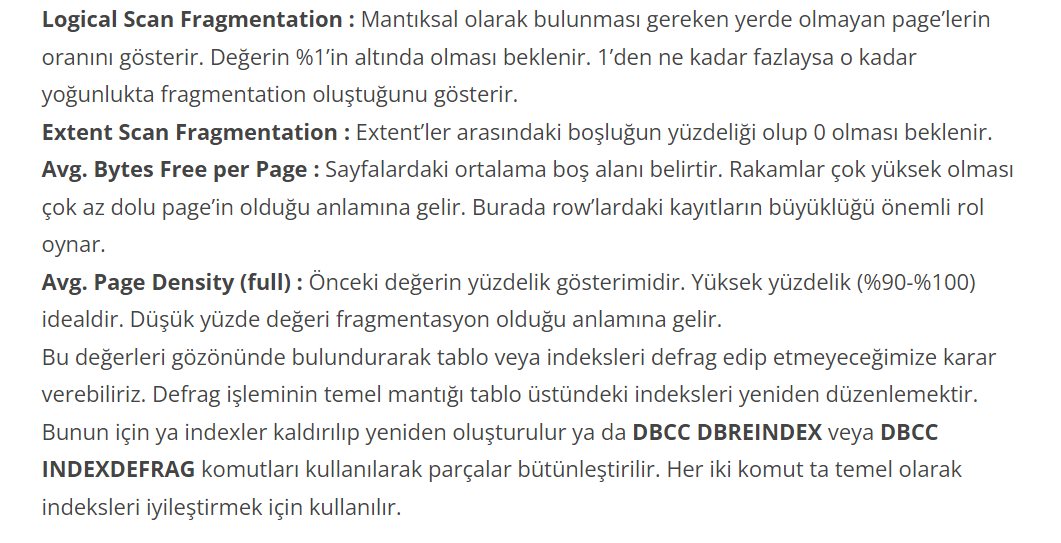 Logical Scan Fragmentation : Mantıksal olarak bulunması gereken yerde olmayan page’lerin
oranını gösterir. Değerin %1’in altında olması beklenir. 1’den ne kadar fazlaysa o kadar
yoğunlukta fragmentation oluştuğunu gösterir.
Extent Scan Fragmentation : Extent’ler arasındaki boşluğun yüzdeliği olup 0 olması beklenir.
Avg. Bytes Free per Page : Sayfalardaki ortalama boş alanı belirtir. Rakamlar çok yüksek olması
çok az dolu page’in olduğu anlamına gelir. Burada row’lardaki kayıtların büyüklüğü önemli rol
oynar.
Avg. Page Density (full) : Önceki değerin yüzdelik gösterimidir. Yüksek yüzdelik (%90-%100)
idealdir. Düşük yüzde değeri fragmentasyon olduğu anlamına gelir.
Bu değerleri gözönünde bulundurarak tablo veya indeksleri defrag edip etmeyeceğimize karar
verebiliriz. Defrag işleminin temel mantığı tablo üstündeki indeksleri yeniden düzenlemektir.
Bunun için ya indexler kaldırılıp yeniden oluşturulur ya da DBCC DBREINDEX veya DBCC
INDEXDEFRAG komutları kullanılarak parçalar bütünleştirilir. Her iki komut ta temel olarak
indeksleri iyileştirmek için kullanılır.